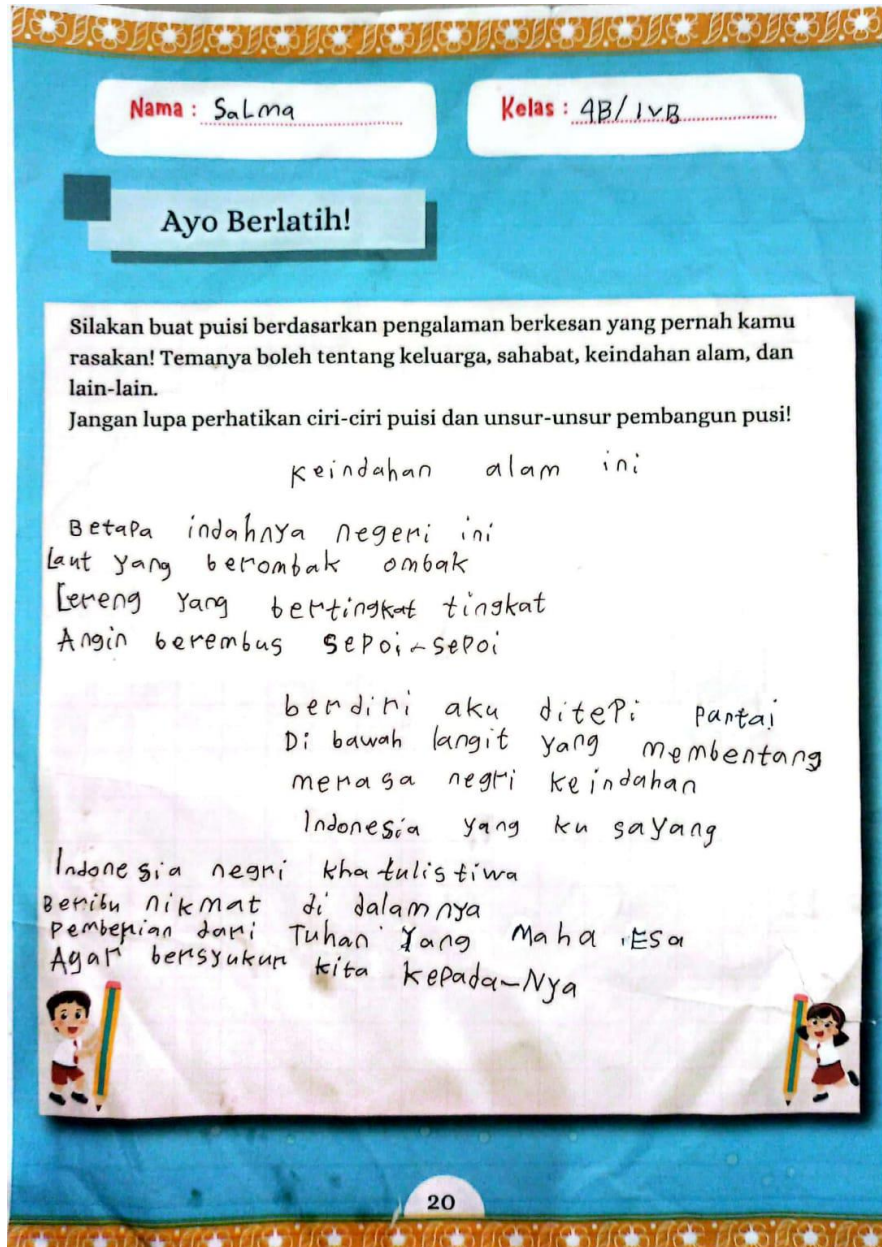 Nama : Salma
Kelas : 4B/IVB
Ayo Berlatih!
Silakan buat puisi berdasarkan pengalaman berkesan yang pernah kamu
rasakan! Temanya boleh tentang keluarga, sahabat, keindahan alam, dan
lain-lain.
Jangan lupa perhatikan ciri-ciri puisi dan unsur-unsur pembangun pusi!
Keindahan alam ini
Betapa indahnya negeri ini
Laut yang berombak ombak
Lereng yang bertingkat tingkat
Angin berembus sepoi-sepoi
berdiri aku ditepi pantai
Di bawah langit yang membentang
merasa negri keindahan
Indonesia yang ku sayang
Indonesia negri khatulistiwa
Beribu nikmat di dalamnya
Pemberian dari Tuhan Yang Maha Esa
Agar bersyukur kita kepada-Nya
20